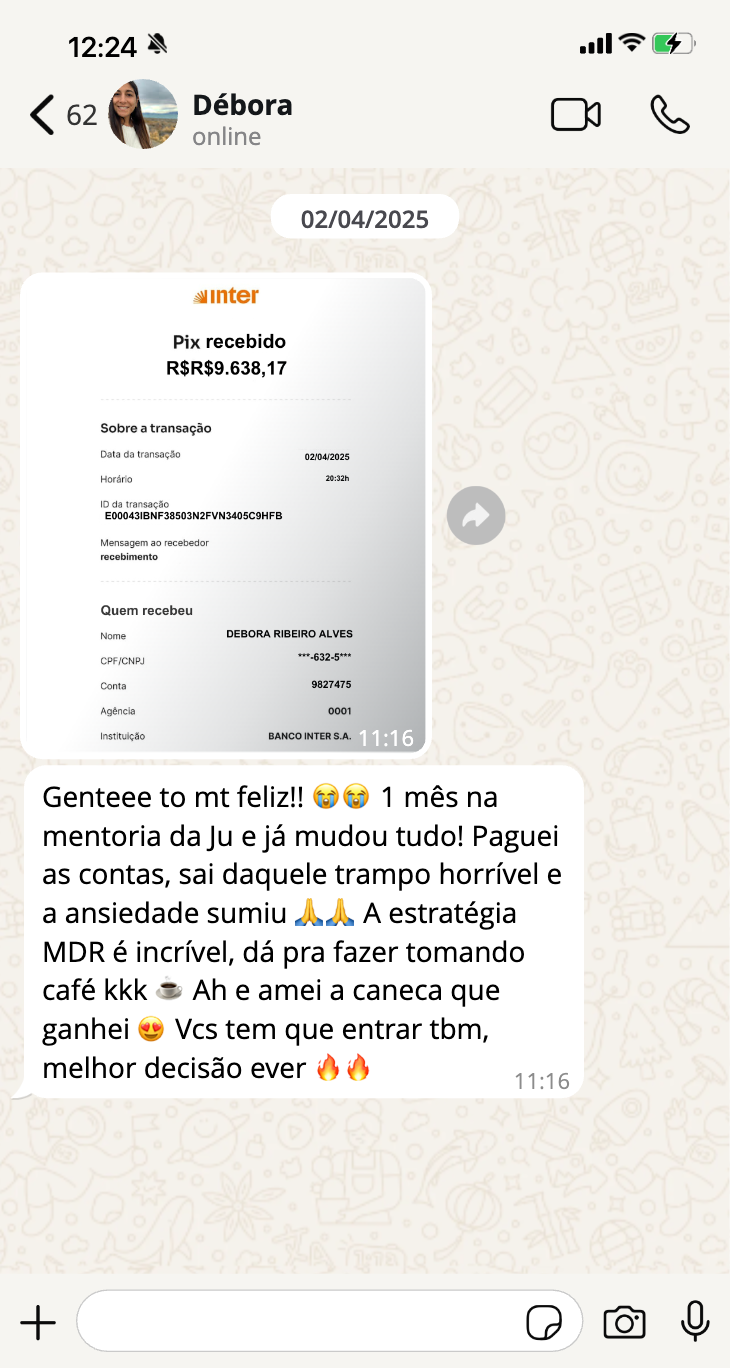 12:24
62
Débora
online
02/04/2025
inter
Pix recebido
R$R$9.638,17
Sobre a transação
Data da transação 02/04/2025
Horário 20:32h
ID da transação
E00043IBNF38503N2FVN3405C9HFB
Mensagem ao recebedor
recebimento
Quem recebeu
Nome DEBORA RIBEIRO ALVES
CPF/CNPJ ***-632-5***
Conta 9827475
Agência 0001
Instituição BANCO INTER S.A.
11:16
Genteee to mt feliz!! 😭😭 1 mês na
mentoria da Ju e já mudou tudo! Paguei
as contas, sai daquele trampo horrível e
a ansiedade sumiu 🙏🙏 A estratégia
MDR é incrível, dá pra fazer tomando
café kkk ☕ Ah e amei a caneca que
ganhei 😍 Vcs tem que entrar tbm,
melhor decisão ever 🔥🔥
11:16